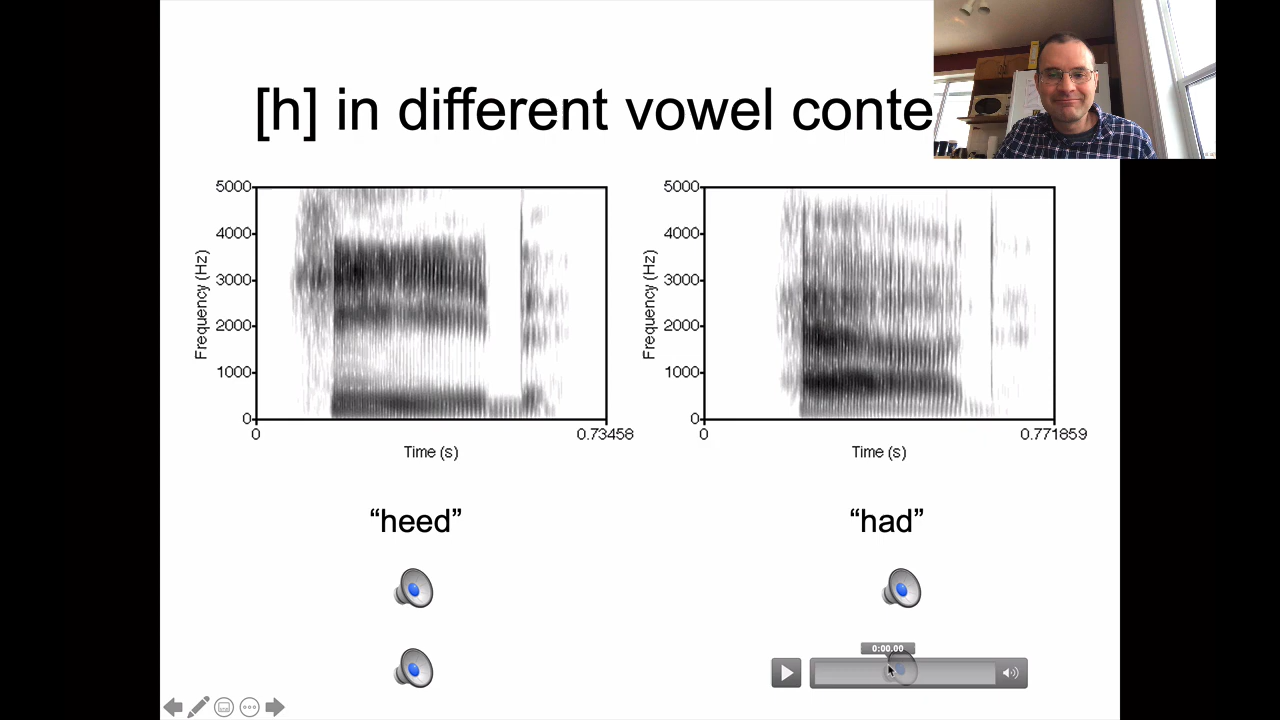 [h] in different vowel conte
5000
4000
3000
2000
1000
0
Frequency (Hz)
0
0.73458
Time (s)
5000
4000
3000
2000
1000
0
Frequency (Hz)
0
0.771859
Time (s)
“heed”
“had”
0:00.00